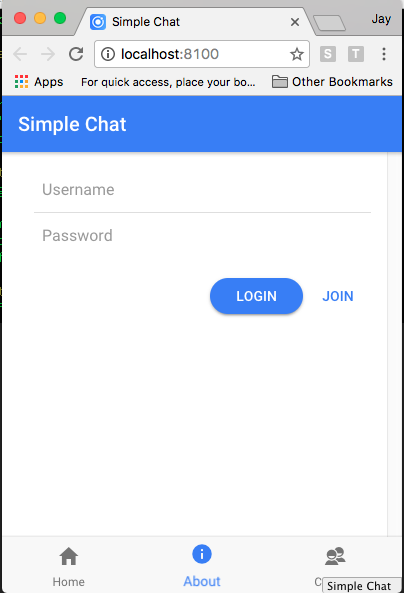 Simple Chat
Jay
localhost:8100
Apps
For quick access, place your bo...
Other Bookmarks
Simple Chat
Username
Password
LOGIN
JOIN
S
T
Home
About
Simple Chat